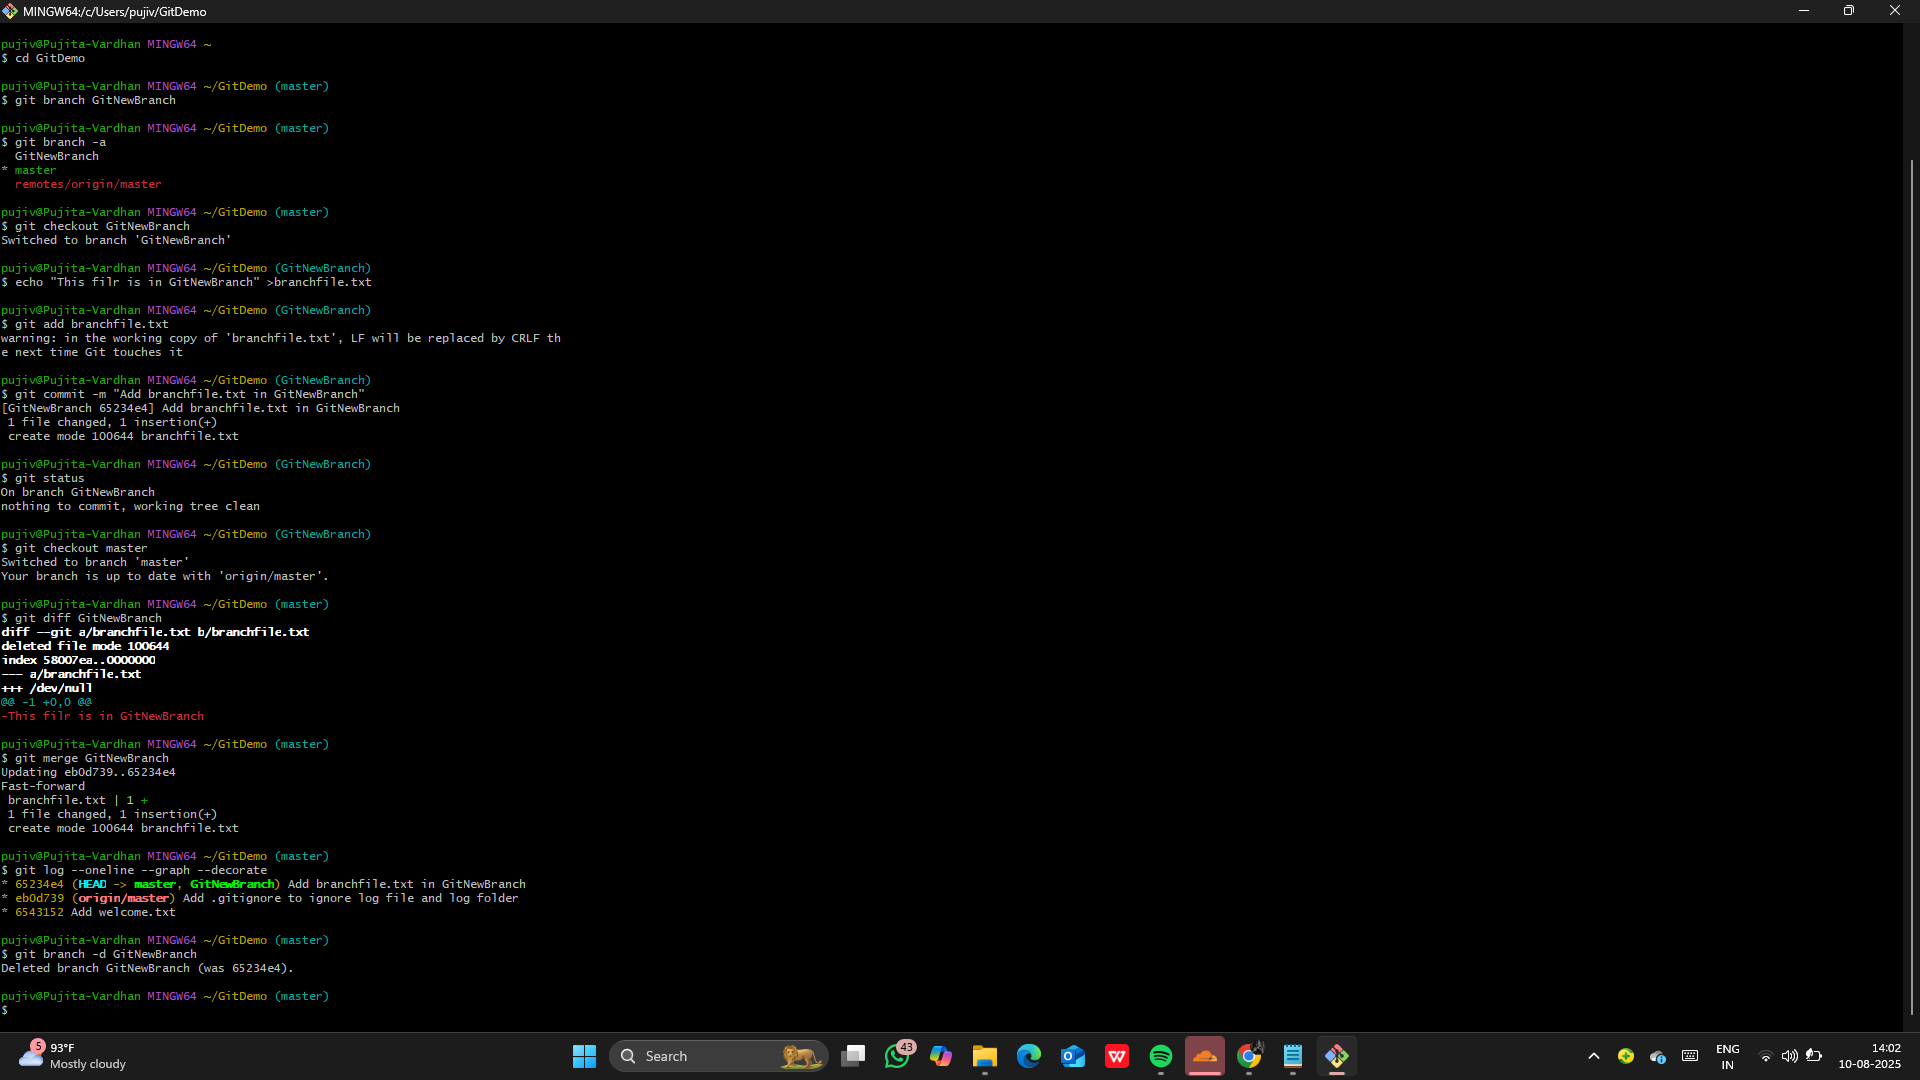 MINGW64:/c/Users/pujiv/GitDemo
pujiv@Pujita-Vardhan MINGW64 ~
$ cd GitDemo
pujiv@Pujita-Vardhan MINGW64 ~/GitDemo (master)
$ git branch GitNewBranch
pujiv@Pujita-Vardhan MINGW64 ~/GitDemo (master)
$ git branch -a
  GitNewBranch
* master
  remotes/origin/master
pujiv@Pujita-Vardhan MINGW64 ~/GitDemo (master)
$ git checkout GitNewBranch
Switched to branch 'GitNewBranch'
pujiv@Pujita-Vardhan MINGW64 ~/GitDemo (GitNewBranch)
$ echo "This filr is in GitNewBranch" >branchfile.txt
pujiv@Pujita-Vardhan MINGW64 ~/GitDemo (GitNewBranch)
$ git add branchfile.txt
warning: in the working copy of 'branchfile.txt', LF will be replaced by CRLF th
e next time Git touches it
pujiv@Pujita-Vardhan MINGW64 ~/GitDemo (GitNewBranch)
$ git commit -m "Add branchfile.txt in GitNewBranch"
[GitNewBranch 65234e4] Add branchfile.txt in GitNewBranch
 1 file changed, 1 insertion(+)
 create mode 100644 branchfile.txt
pujiv@Pujita-Vardhan MINGW64 ~/GitDemo (GitNewBranch)
$ git status
On branch GitNewBranch
nothing to commit, working tree clean
pujiv@Pujita-Vardhan MINGW64 ~/GitDemo (GitNewBranch)
$ git checkout master
Switched to branch 'master'
Your branch is up to date with 'origin/master'.
pujiv@Pujita-Vardhan MINGW64 ~/GitDemo (master)
$ git diff GitNewBranch
diff --git a/branchfile.txt b/branchfile.txt
deleted file mode 100644
index 58007ea..0000000
--- a/branchfile.txt
+++ /dev/null
@@ -1 +0,0 @@
-This filr is in GitNewBranch
pujiv@Pujita-Vardhan MINGW64 ~/GitDemo (master)
$ git merge GitNewBranch
Updating eb0d739..65234e4
Fast-forward
 branchfile.txt | 1 +
 1 file changed, 1 insertion(+)
 create mode 100644 branchfile.txt
pujiv@Pujita-Vardhan MINGW64 ~/GitDemo (master)
$ git log --oneline --graph --decorate
* 65234e4 (HEAD -> master, GitNewBranch) Add branchfile.txt in GitNewBranch
* eb0d739 (origin/master) Add .gitignore to ignore log file and log folder
* 6543152 Add welcome.txt
pujiv@Pujita-Vardhan MINGW64 ~/GitDemo (master)
$ git branch -d GitNewBranch
Deleted branch GitNewBranch (was 65234e4).
pujiv@Pujita-Vardhan MINGW64 ~/GitDemo (master)
$
5
93°F
Mostly cloudy
Search
43
W
ENG
IN
14:02
10-08-2025